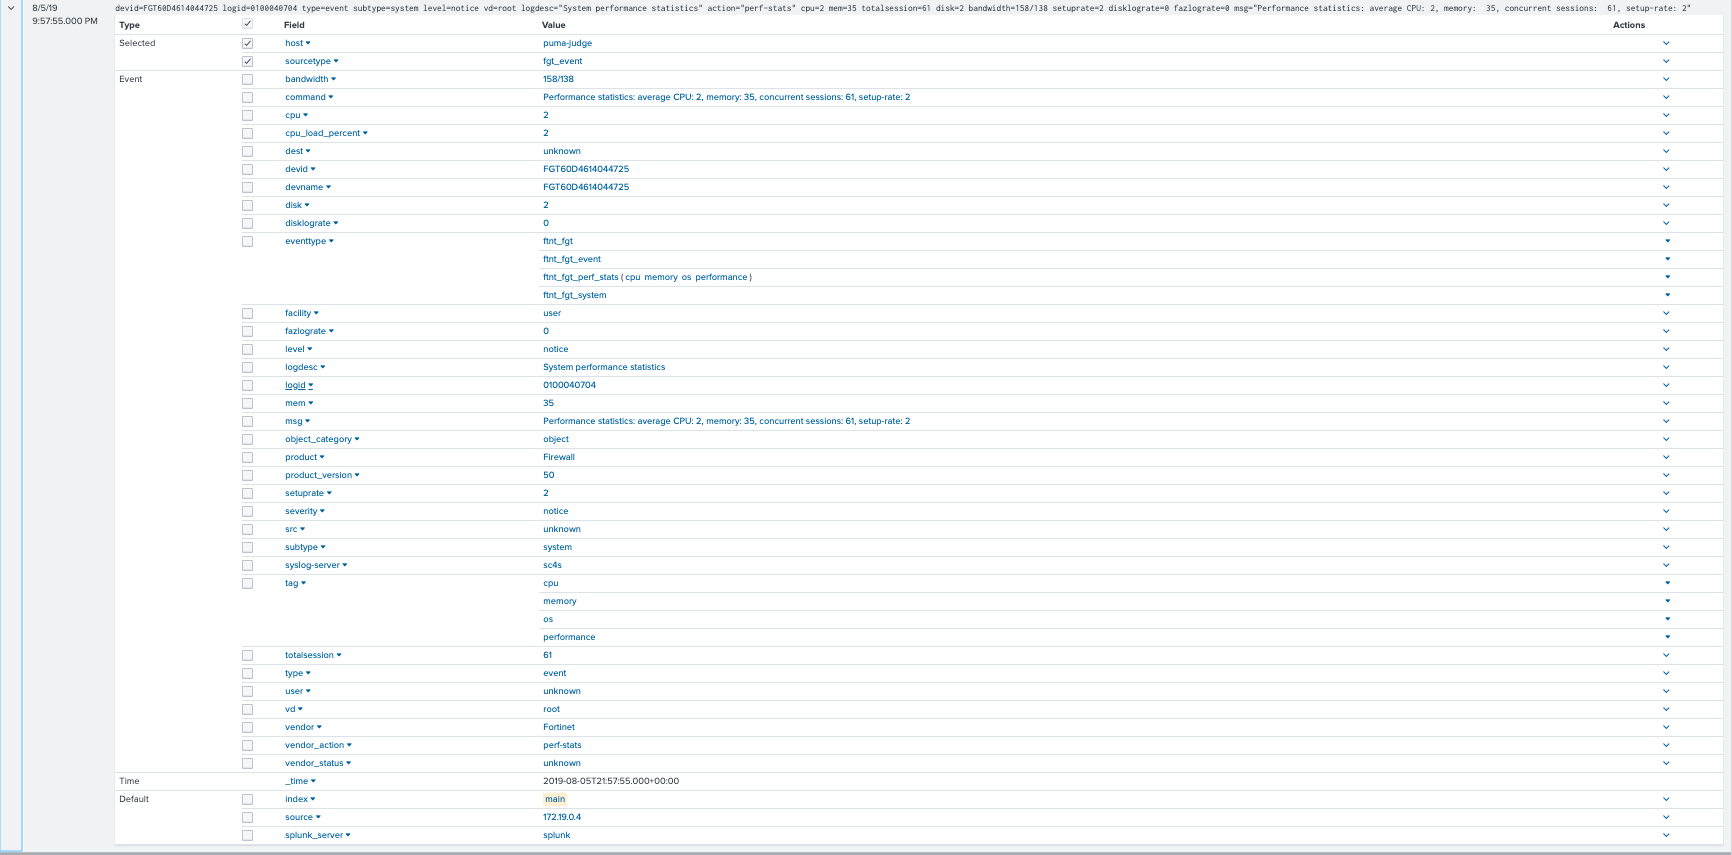 8/5/19 devid=FGT60D4614044725 logid=0100040704 type=event subtype=system level=notice vd=root logdesc="System performance statistics" action="perf-stats" cpu=2 mem=35 totalsession=61 disk=2 bandwidth=158/138 setuprate=2 disklograte=0 fazlograte=0 msg="Performance statistics: average CPU: 2, memory:  35, concurrent sessions:  61, setup-rate: 2"
9:57:55.000 PM
Type Field Value Actions
Selected host puma-judge
sourcetype fgt_event
Event bandwidth 158/138
command Performance statistics: average CPU: 2, memory: 35, concurrent sessions: 61, setup-rate: 2
cpu 2
cpu_load_percent 2
dest unknown
devid FGT60D4614044725
devname FGT60D4614044725
disk 2
disklograte 0
eventtype ftnt_fgt
ftnt_fgt_event
ftnt_fgt_perf_stats ( cpu memory os performance )
ftnt_fgt_system
facility user
fazlograte 0
level notice
logdesc System performance statistics
logid 0100040704
mem 35
msg Performance statistics: average CPU: 2, memory: 35, concurrent sessions: 61, setup-rate: 2
object_category object
product Firewall
product_version 50
setuprate 2
severity notice
src unknown
subtype system
syslog-server sc4s
tag cpu
memory
os
performance
totalsession 61
type event
user unknown
vd root
vendor Fortinet
vendor_action perf-stats
vendor_status unknown
Time _time 2019-08-05T21:57:55.000+00:00
Default index main
source 172.19.0.4
splunk_server splunk